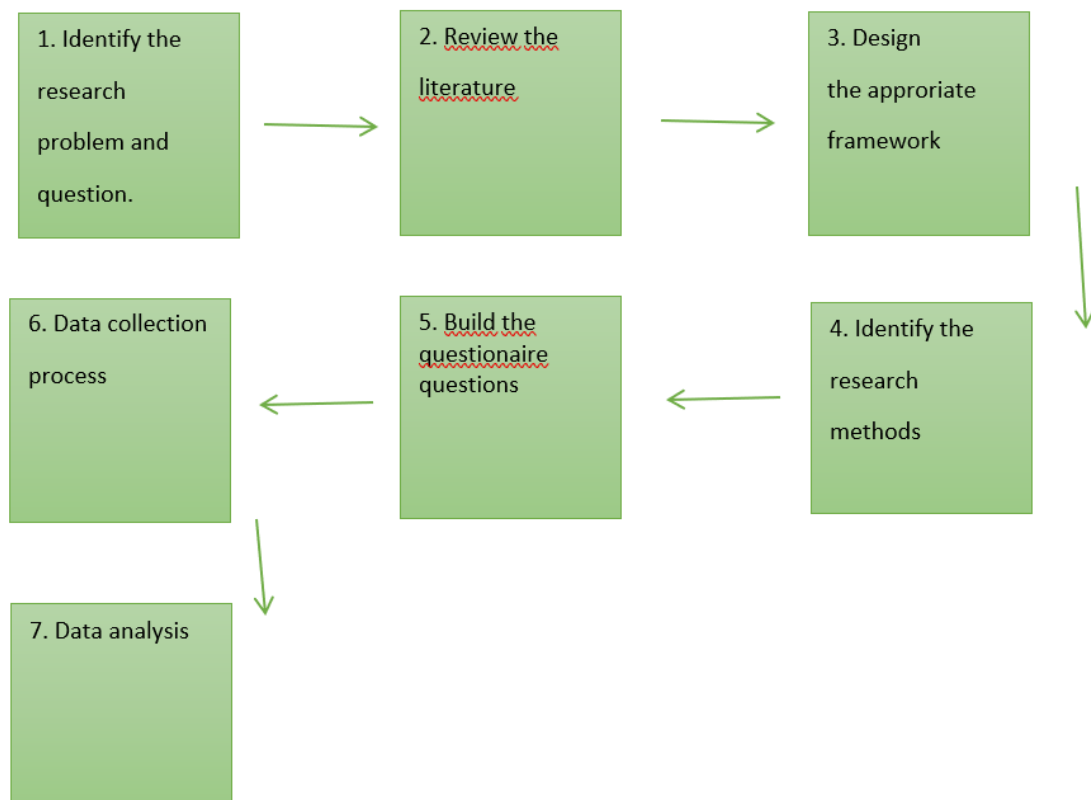 1. Identify the
research
problem and
question.
2. Review the
literature
3. Design
the approriate
framework
4. Identify the
research
methods
5. Build the
questionaire
questions
6. Data collection
process
7. Data analysis